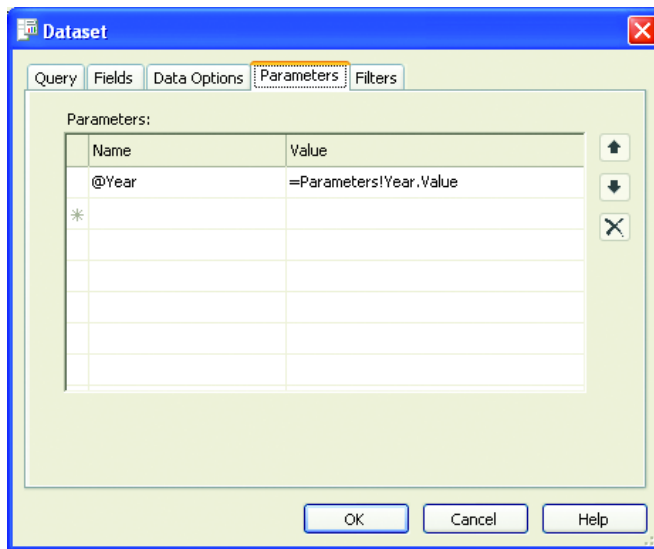 Dataset
Query Fields Data Options Parameters Filters
Parameters:
Name Value
@Year =Parameters!Year.Value
OK Cancel Help